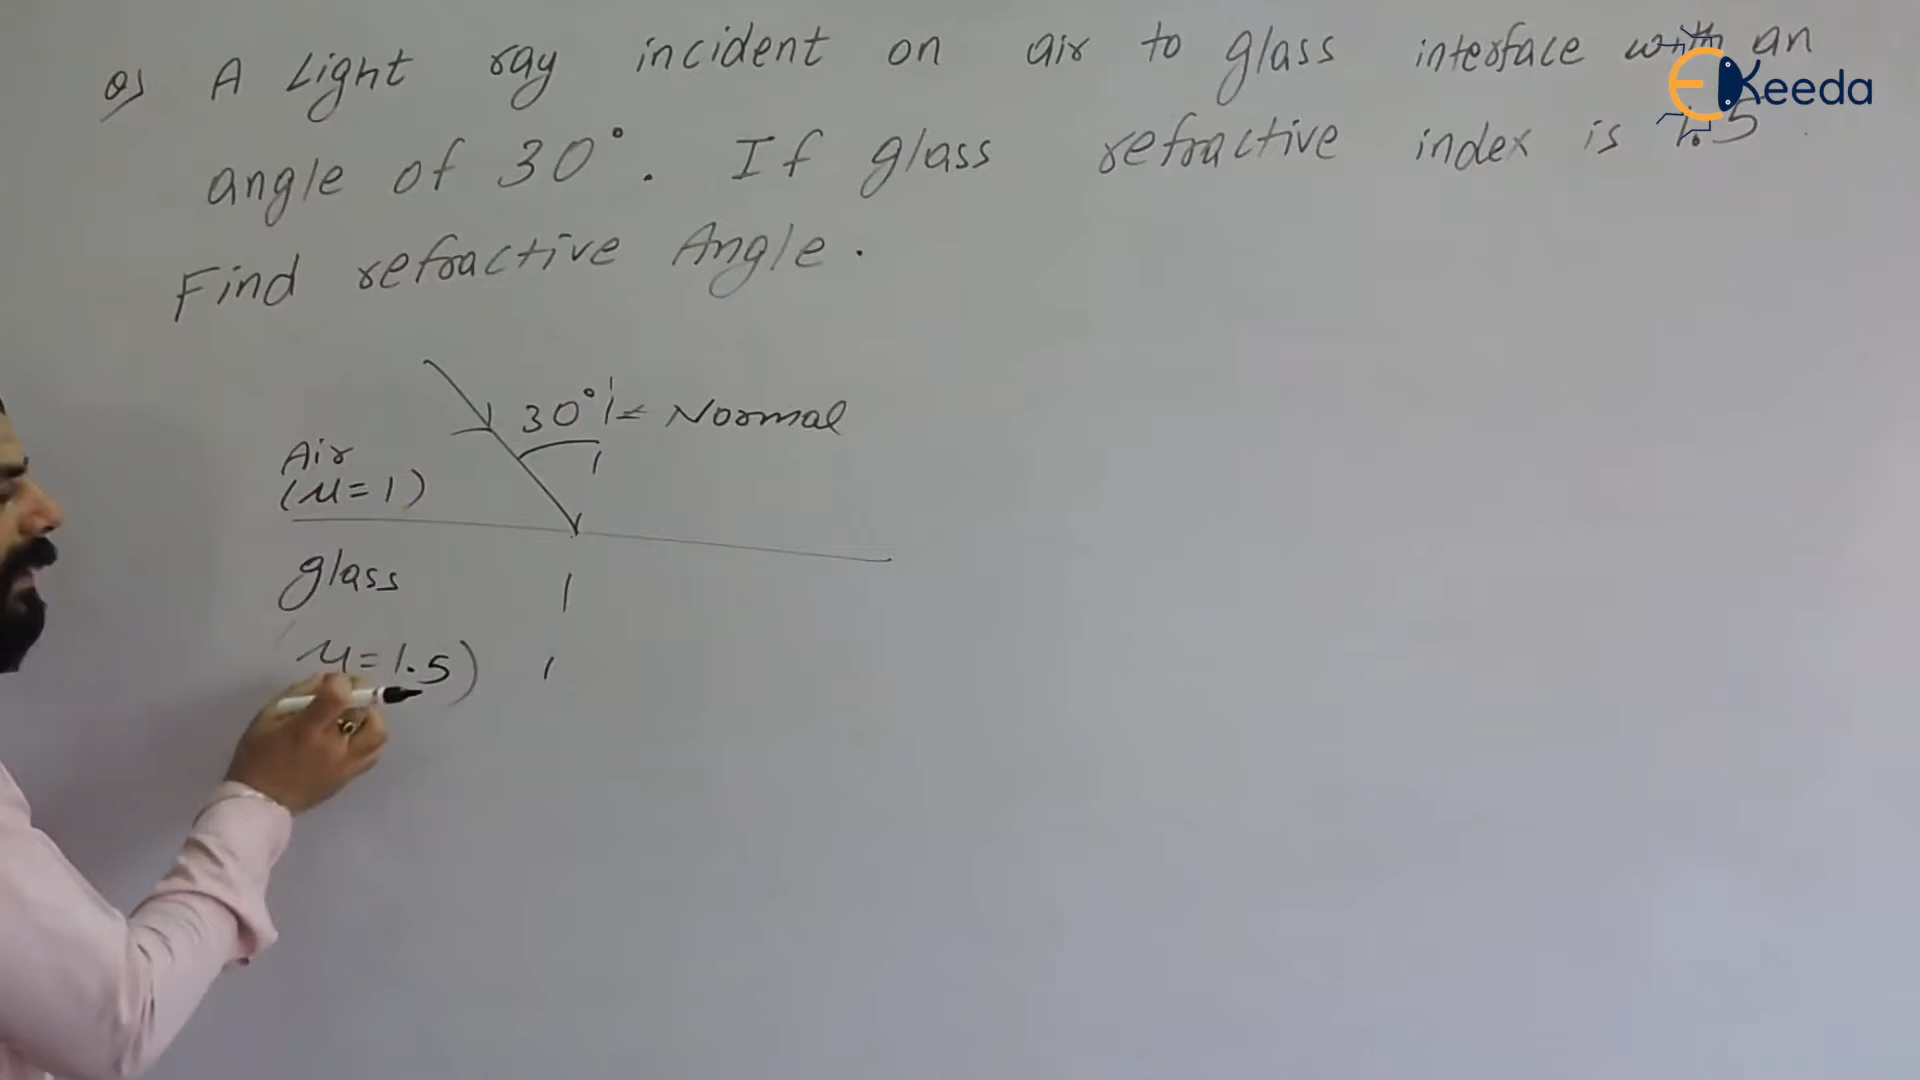 Q) A Light ray incident on air to glass interface with an
angle of 30°. If glass refractive index is 1.5
Find refractive Angle.
30° Normal
Air
(μ=1)
glass
μ=1.5)
EKeeda